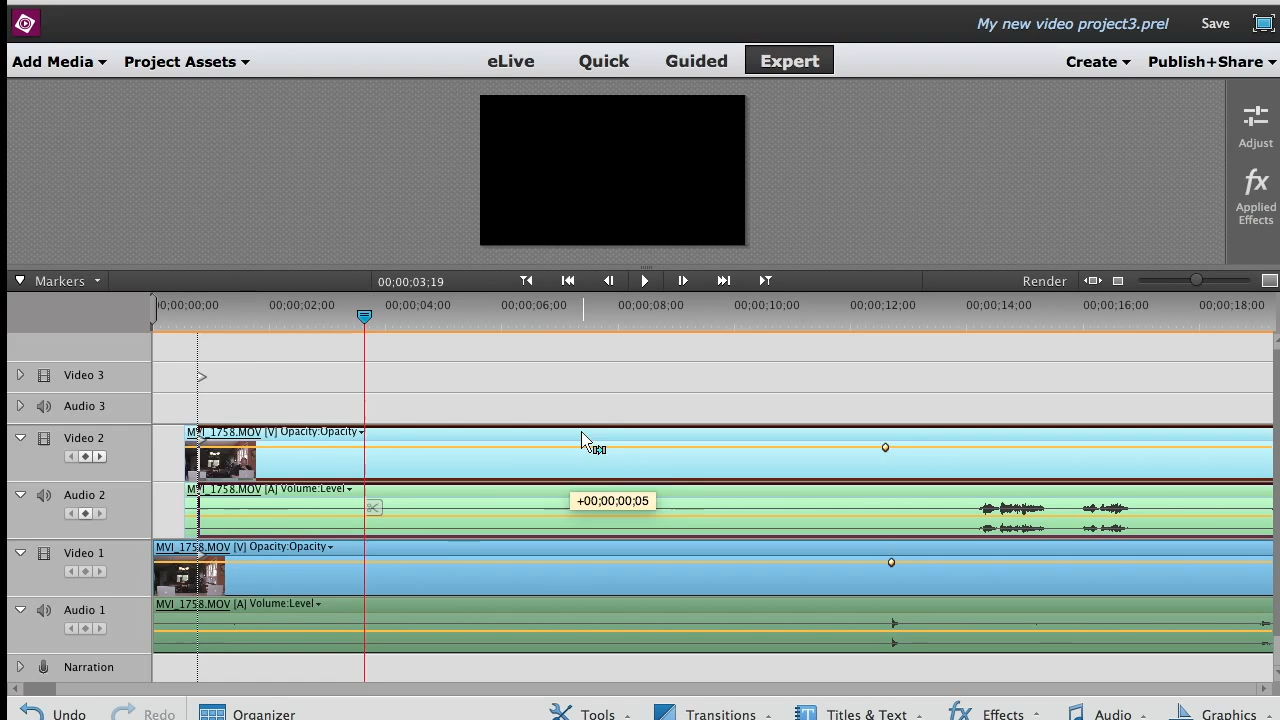 My new video project3.prel Save
Add Media Project Assets eLive Quick Guided Expert Create Publish+Share
Adjust
fx
Applied
Effects
Markers 00;00;03;19 Render
00;00;00;00 00;00;02;00 00;00;04;00 00;00;06;00 00;00;08;00 00;00;10;00 00;00;12;00 00;00;14;00 00;00;16;00 00;00;18;00
Video 3
Audio 3
Video 2 MVI_1758.MOV [V] Opacity:Opacity
Audio 2 MVI_1758.MOV [A] Volume:Level
+00;00;00;05
Video 1 MVI_1758.MOV [V] Opacity:Opacity
Audio 1 MVI_1758.MOV [A] Volume:Level
Narration
Undo Redo Organizer Tools Transitions T Titles & Text fx Effects Audio Graphics